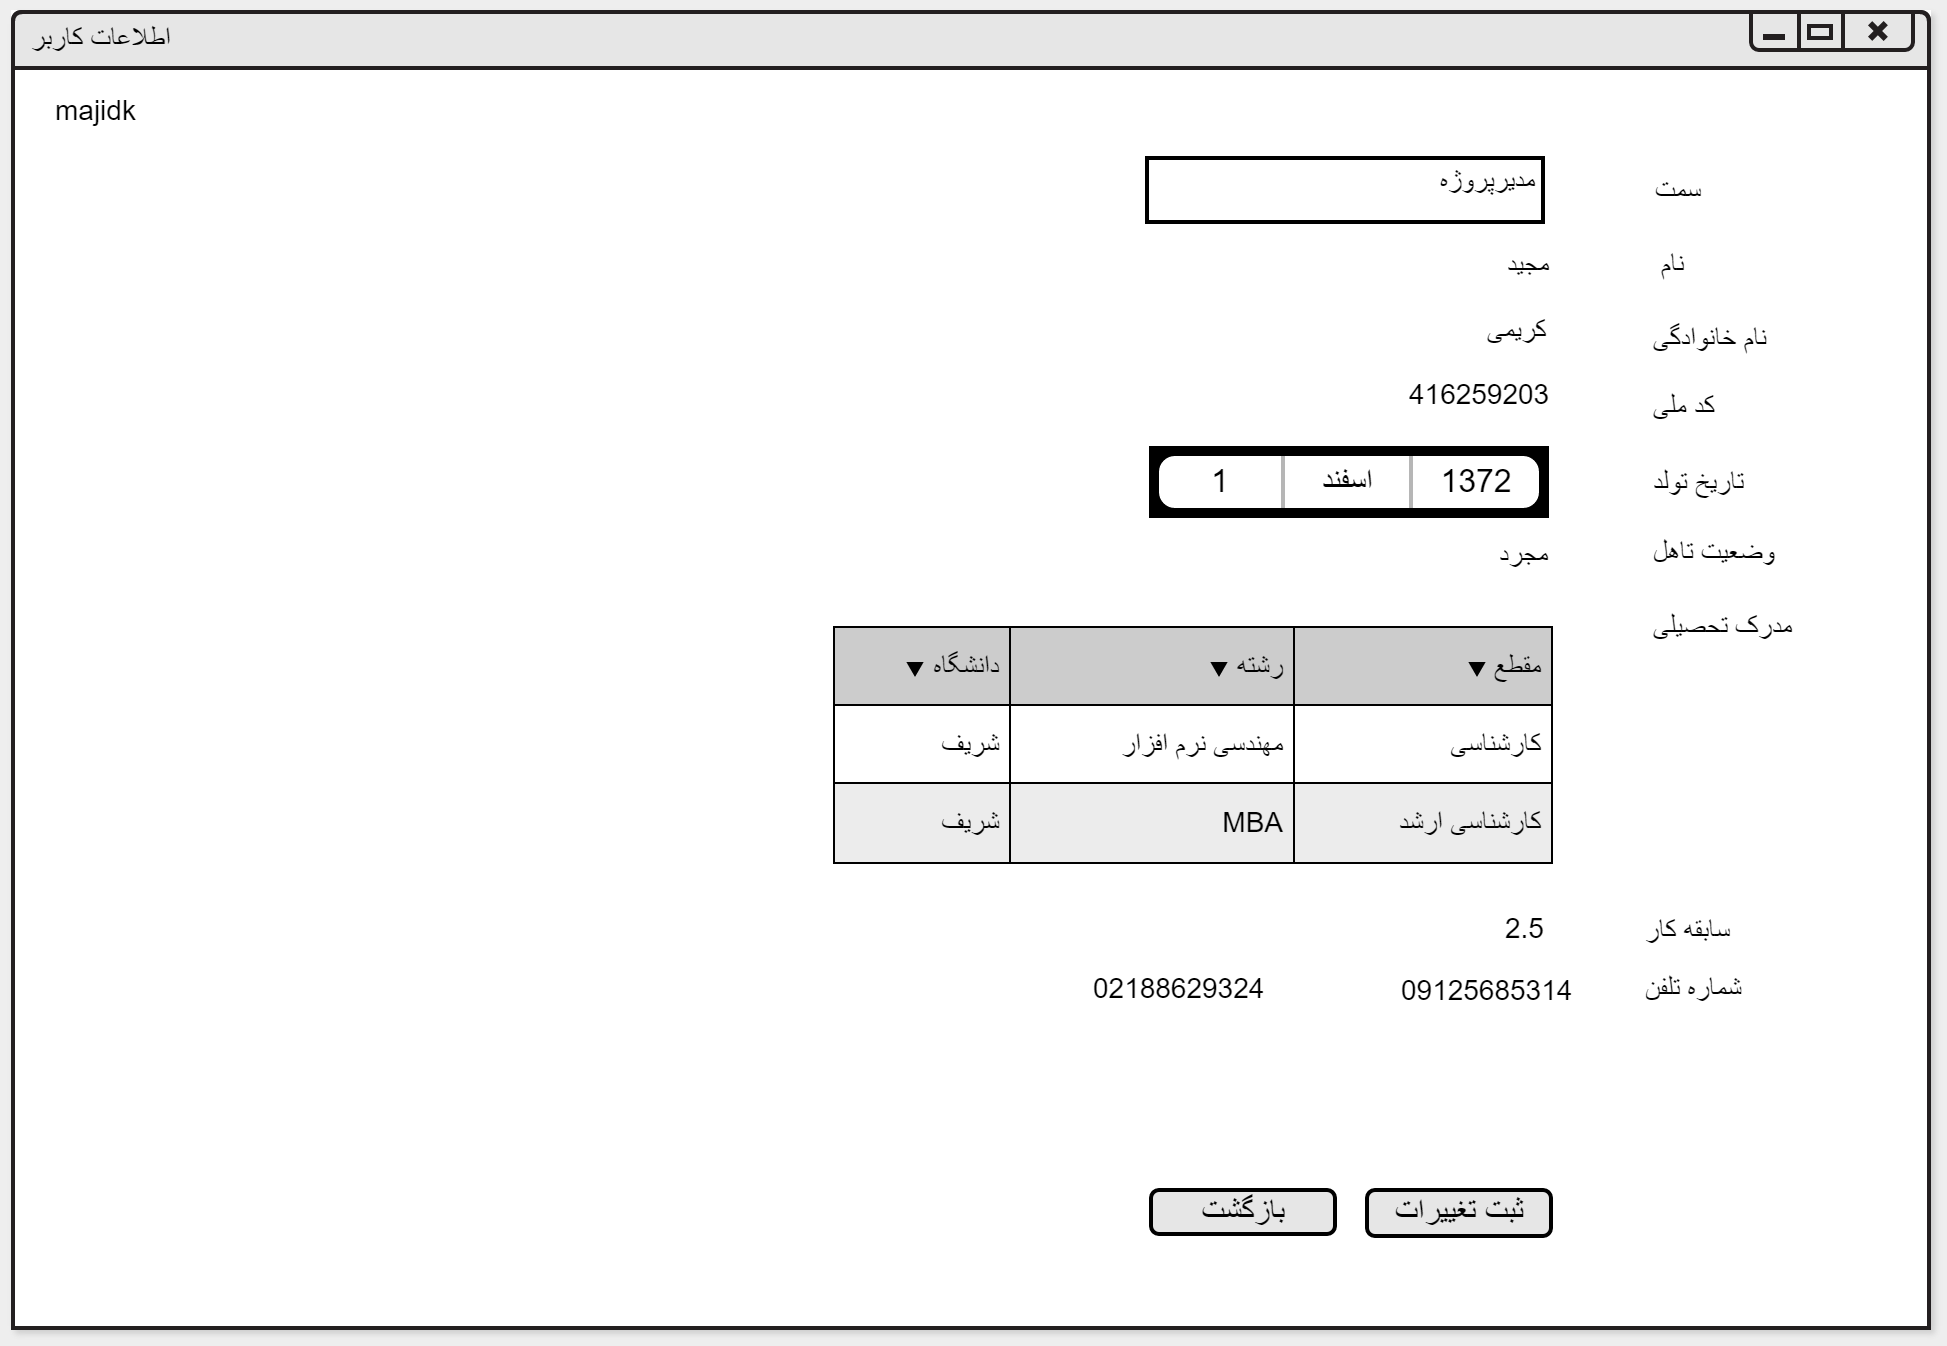 اطلاعات کاربر
majidk
سمت مدیرپروژه
نام مجید
نام خانوادگی کریمی
کد ملی 416259203
تاریخ تولد 1372 اسفند 1
وضعیت تاهل مجرد
مدرک تحصیلی
مقطع ▼ رشته ▼ دانشگاه ▼
کارشناسی مهندسی نرم افزار شریف
کارشناسی ارشد MBA شریف
سابقه کار 2.5
شماره تلفن 09125685314 02188629324
ثبت تغییرات بازگشت